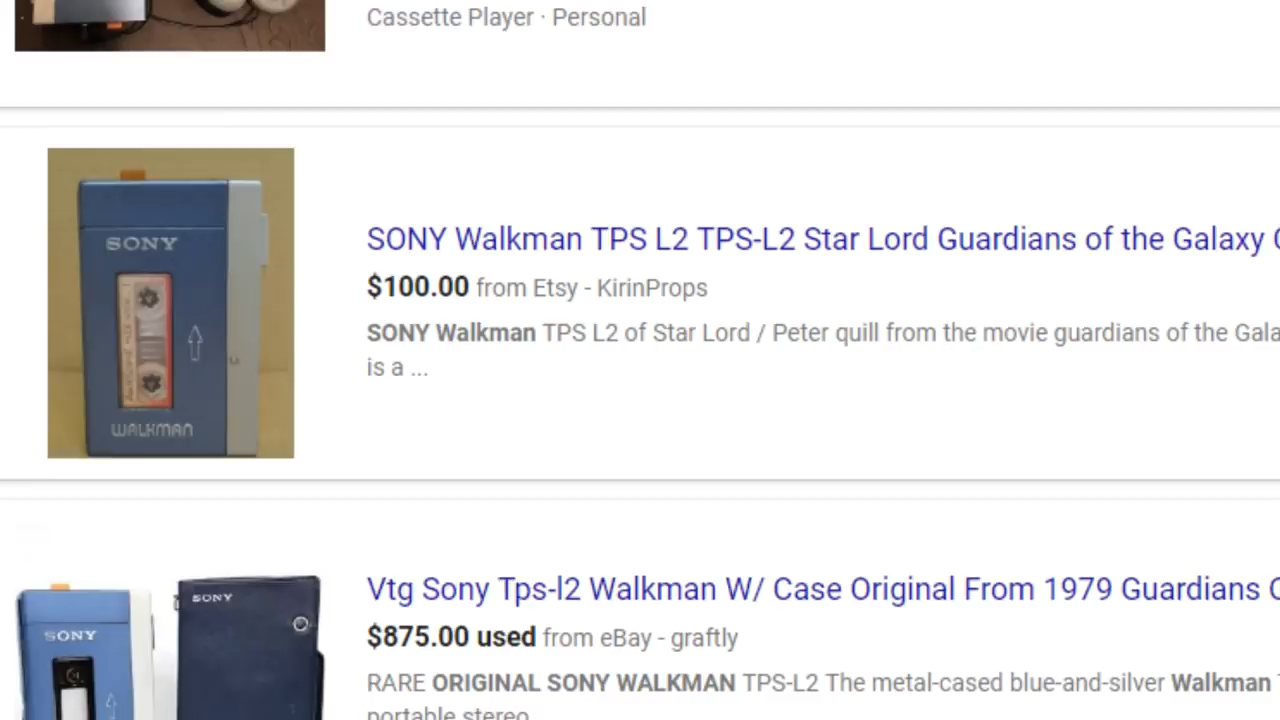 Cassette Player · Personal
SONY
WALKMAN
SONY Walkman TPS L2 TPS-L2 Star Lord Guardians of the Galaxy
$100.00 from Etsy - KirinProps
SONY Walkman TPS L2 of Star Lord / Peter quill from the movie guardians of the
is a ...
SONY
SONY
Vtg Sony Tps-l2 Walkman W/ Case Original From 1979 Guardians
$875.00 used from eBay - graftly
RARE ORIGINAL SONY WALKMAN TPS-L2 The metal-cased blue-and-silver Walkman
portable stereo